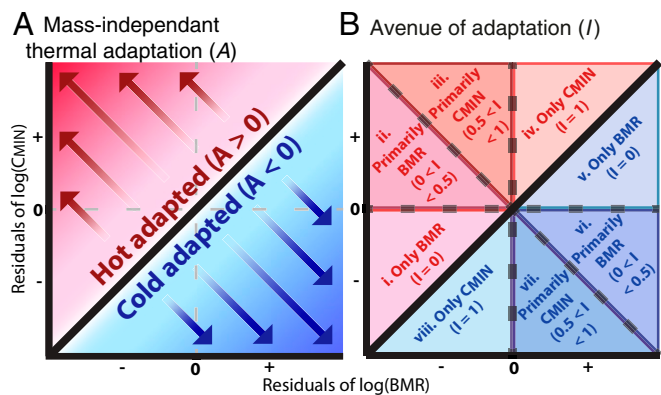 A Mass-independant
thermal adaptation (A)
Residuals of log(CMIN)
+
0
-
Hot adapted (A > 0)
Cold adapted (A < 0)
- 0 +
B Avenue of adaptation (I)
+
0
-
i. Only BMR
(I = 0)
ii.
Primarily
BMR
(0 < I
< 0.5)
iii.
Primarily
CMIN
(0.5 < I
< 1)
iv. Only CMIN
(I = 1)
v. Only BMR
(I = 0)
vi.
Primarily
BMR
(0 < I
< 0.5)
vii.
Primarily
CMIN
(0.5 < I
< 1)
viii. Only CMIN
(I = 1)
- 0 +
Residuals of log(BMR)